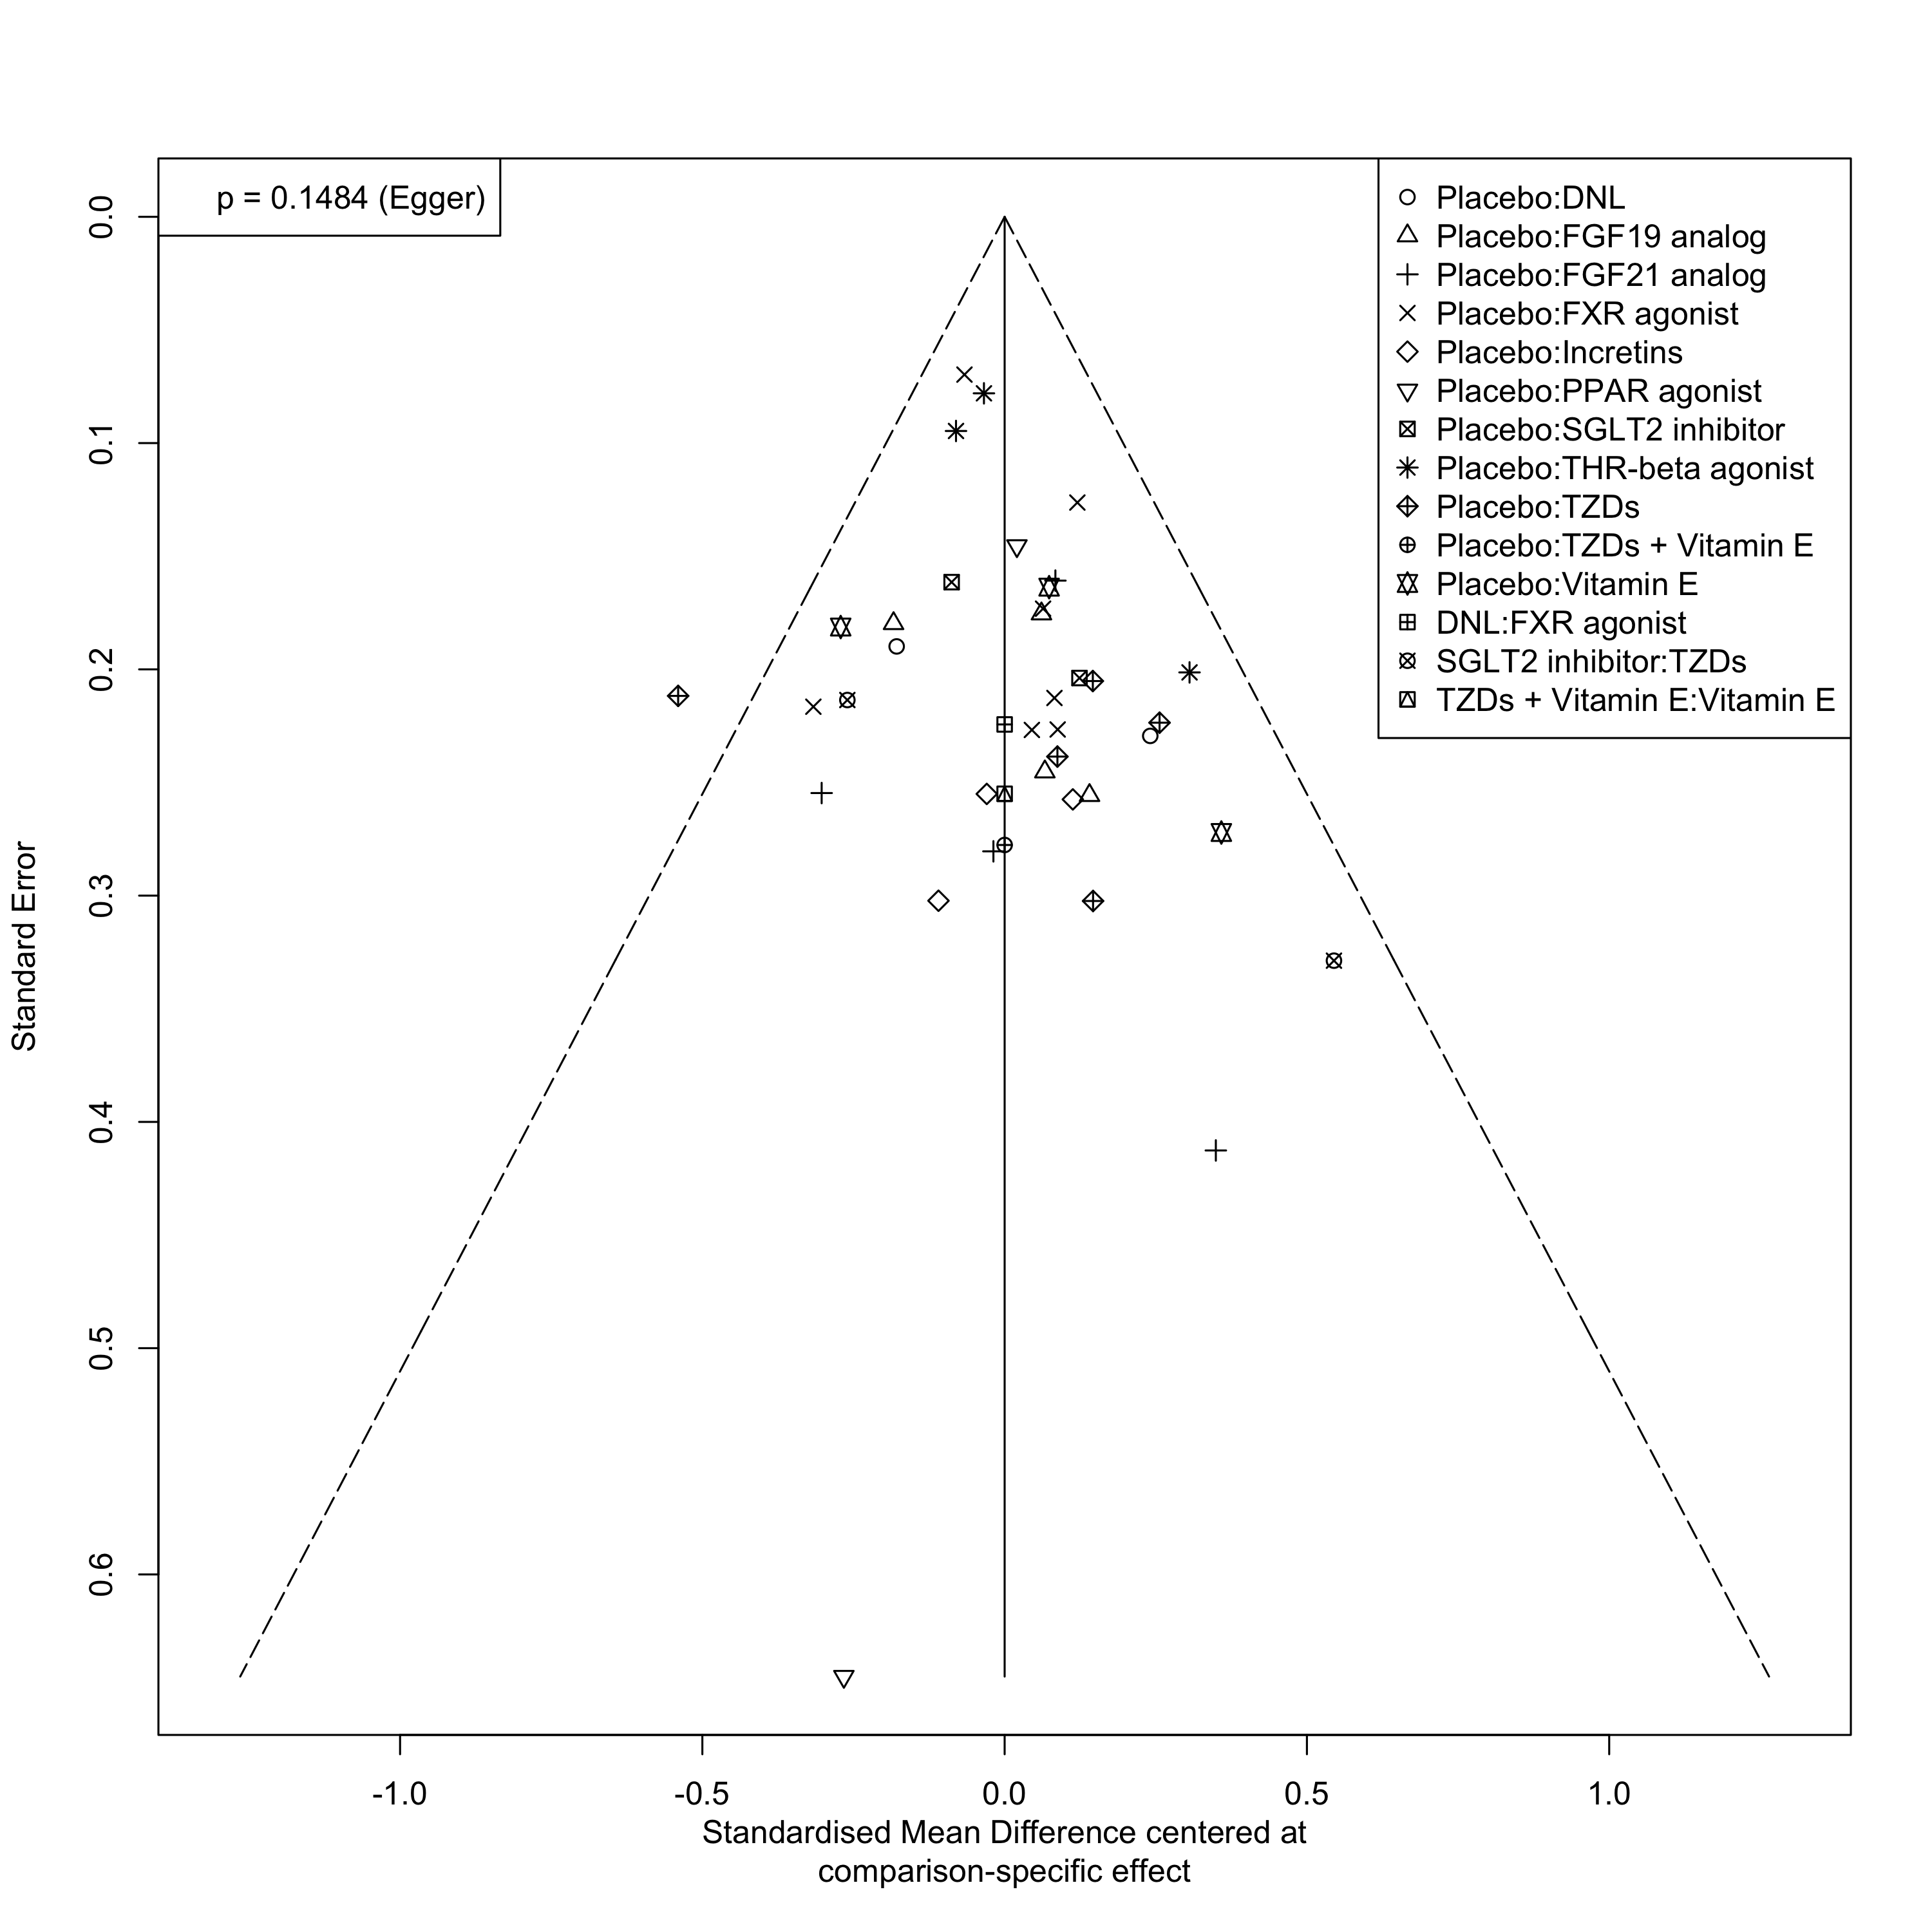 p = 0.1484 (Egger)
Placebo:DNL
Placebo:FGF19 analog
Placebo:FGF21 analog
Placebo:FXR agonist
Placebo:Incretins
Placebo:PPAR agonist
Placebo:SGLT2 inhibitor
Placebo:THR-beta agonist
Placebo:TZDs
Placebo:TZDs + Vitamin E
Placebo:Vitamin E
DNL:FXR agonist
SGLT2 inhibitor:TZDs
TZDs + Vitamin E:Vitamin E
Standard Error
0.0
0.1
0.2
0.3
0.4
0.5
0.6
-1.0
-0.5
0.0
0.5
1.0
Standardised Mean Difference centered at
comparison-specific effect